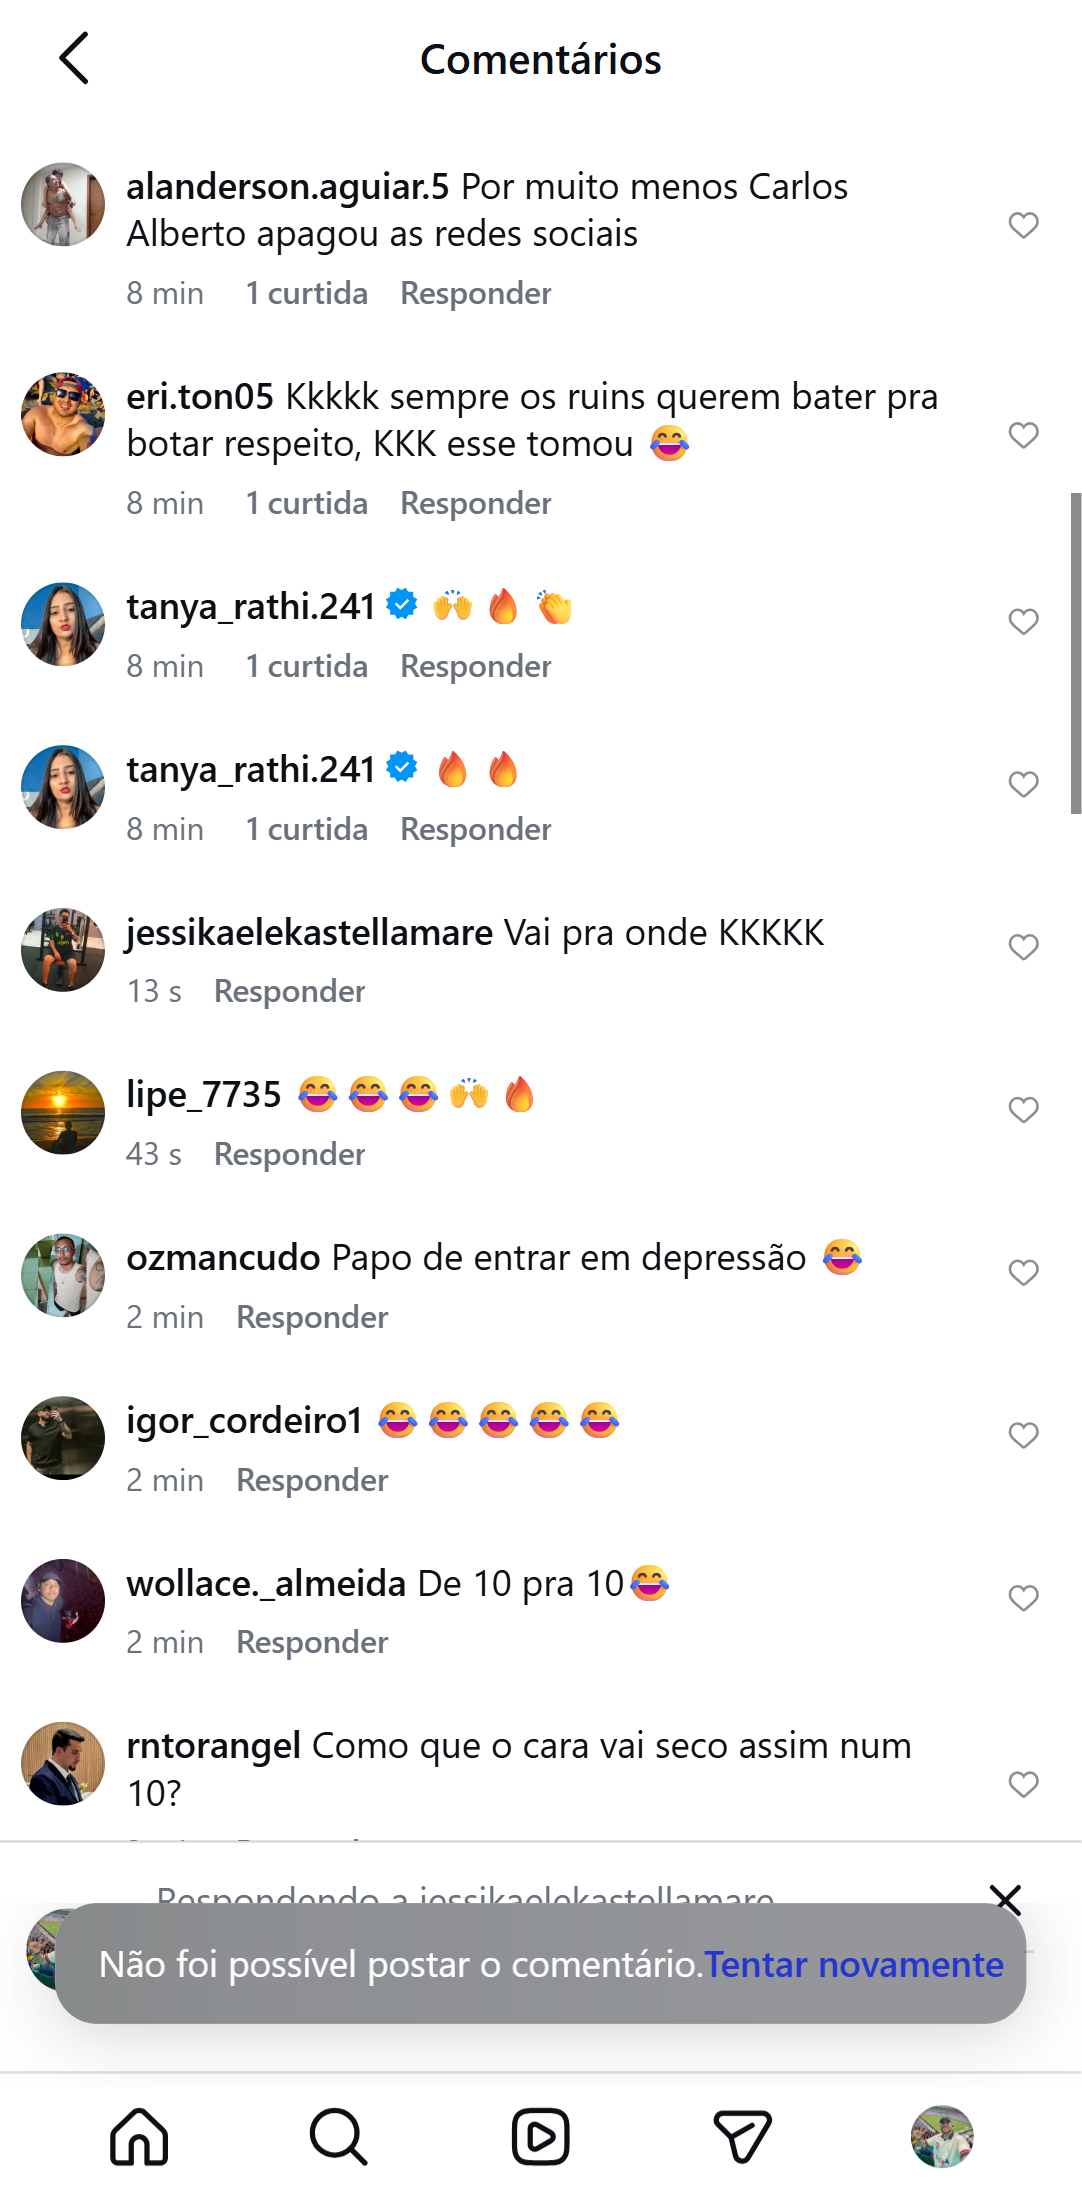 Comentários
alanderson.aguiar.5 Por muito menos Carlos
Alberto apagou as redes sociais
8 min 1 curtida Responder
eri.ton05 Kkkkk sempre os ruins querem bater pra
botar respeito, KKK esse tomou 😂
8 min 1 curtida Responder
tanya_rathi.241 🙌 🔥 👏
8 min 1 curtida Responder
tanya_rathi.241 🔥 🔥
8 min 1 curtida Responder
jessikaelekastellamare Vai pra onde KKKKK
13 s Responder
lipe_7735 😂😂😂🙌🔥
43 s Responder
ozmancudo Papo de entrar em depressão 😂
2 min Responder
igor_cordeiro1 😂😂😂😂😂
2 min Responder
wollace._almeida De 10 pra 10😂
2 min Responder
rntorangel Como que o cara vai seco assim num
10?
Respondendo a jessikaelekastellamare
Não foi possível postar o comentário.Tentar novamente